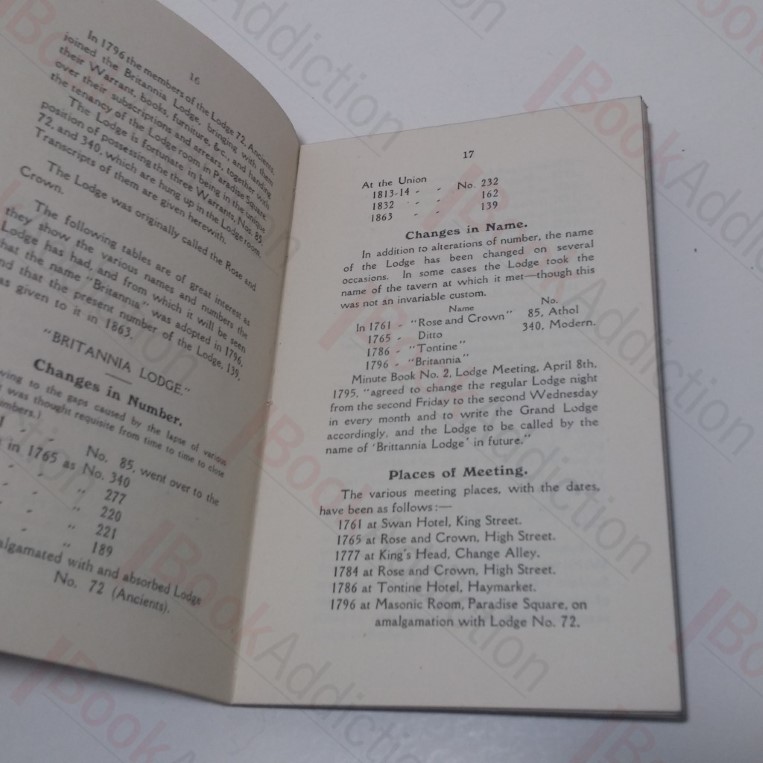 16
In 1796 the members of the Lodge 72, Ancients,
joined the Britannia Lodge, bringing with them
their Warrant, books, furniture, &c., and handing
over their subscriptions and arrears, together with
the tenancy of the Lodge room in Paradise Square.
The Lodge is fortunate in being in the unique
position of possessing the three Warrants, Nos. 85,
72, and 340, which are hung up in the Lodge room.
Transcripts of them are given herewith.
The Lodge was originally called the Rose and
Crown.
The following tables are of great interest as
they show the various names and numbers the
Lodge has had, and from which it will be seen
that the name "Britannia" was adopted in 1796,
and that the present number of the Lodge, 139,
was given to it in 1863.
"BRITANNIA LODGE."
Changes in Number.
owing to the gaps caused by the lapse of various
it was thought requisite from time to time to close
numbers.)
No. 85, went over to the
in 1765 as No. 340
" 277
" 220
" 221
" 189
amalgamated with and absorbed Lodge
No. 72 (Ancients).
17
At the Union
1813-14 - - No. 232
1832 " " 162
1863 " " 139
Changes in Name.
In addition to alterations of number, the name
of the Lodge has been changed on several
occasions. In some cases the Lodge took the
name of the tavern at which it met—though this
was not an invariable custom.
Name No.
In 1761 - "Rose and Crown" 85, Athol
1765 - Ditto 340, Modern.
1786 - "Tontine"
1796 - "Britannia"
Minute Book No. 2, Lodge Meeting, April 8th,
1795, "agreed to change the regular Lodge night
from the second Friday to the second Wednesday
in every month and to write the Grand Lodge
accordingly, and the Lodge to be called by the
name of 'Brittannia Lodge' in future."
Places of Meeting.
The various meeting places, with the dates,
have been as follows:—
1761 at Swan Hotel, King Street.
1765 at Rose and Crown, High Street.
1777 at King's Head, Change Alley.
1784 at Rose and Crown, High Street.
1786 at Tontine Hotel, Haymarket.
1796 at Masonic Room, Paradise Square, on
amalgamation with Lodge No. 72.
BookAddiction